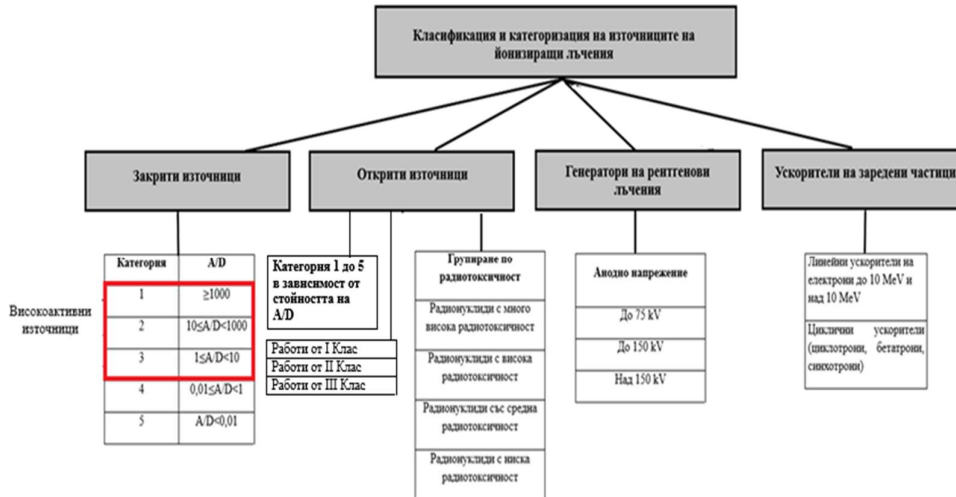 Класификация и категоризация на източниците на
йонизиращи лъчения
Закрити източници
Открити източници
Генератори на рентгенови
лъчения
Ускорители на заредени частици
Високоактивни
източници
Категория A/D
1 ≥1000
2 10≤A/D<1000
3 1≤A/D<10
4 0,01≤A/D<1
5 A/D<0,01
Категория 1 до 5
в зависимост от
стойността на
A/D
Работи от I Клас
Работи от II Клас
Работи от III Клас
Групиране по
радиотоксичност
Радионуклиди с много
висока радиотоксичност
Радионуклиди с висока
радиотоксичност
Радионуклиди със средна
радиотоксичност
Радионуклиди с ниска
радиотоксичност
Анодно напрежение
До 75 kV
До 150 kV
Над 150 kV
Линейни ускорители на
електрони до 10 MeV и
над 10 MeV
Циклични ускорители
(циклотрони, бетатрони,
синхотрони)